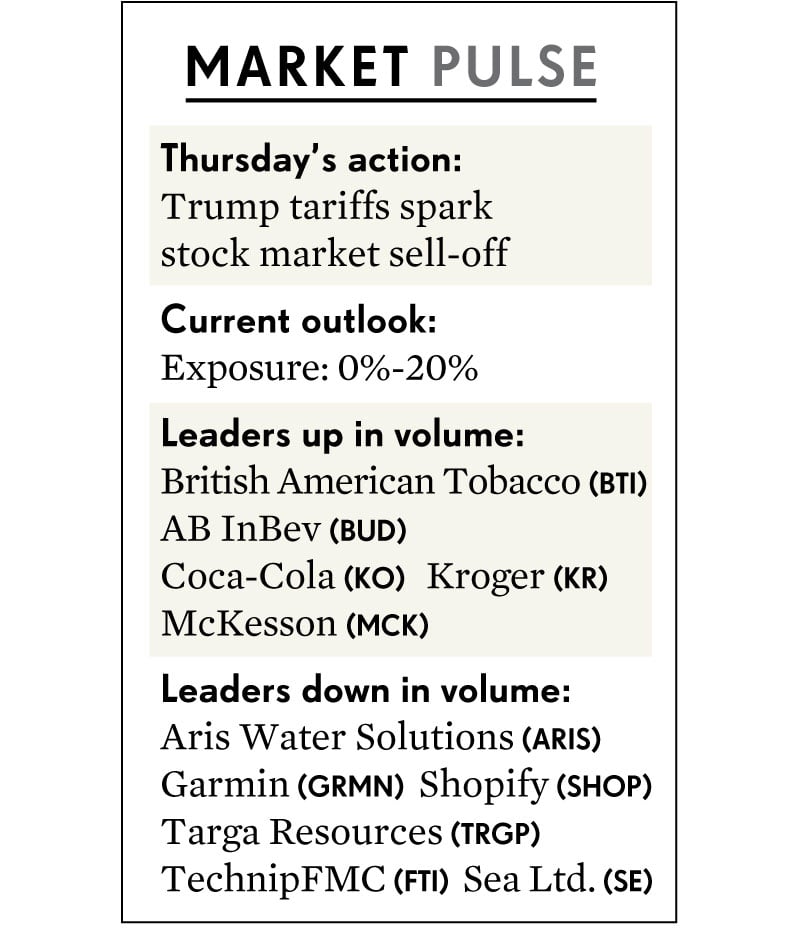 MARKET PULSE
Thursday's action:
Trump tariffs spark
stock market sell-off
Current outlook:
Exposure: 0%-20%
Leaders up in volume:
British American Tobacco (BTI)
AB InBev (BUD)
Coca-Cola (KO) Kroger (KR)
McKesson (MCK)
Leaders down in volume:
Aris Water Solutions (ARIS)
Garmin (GRMN) Shopify (SHOP)
Targa Resources (TRGP)
TechnipFMC (FTI) Sea Ltd. (SE)